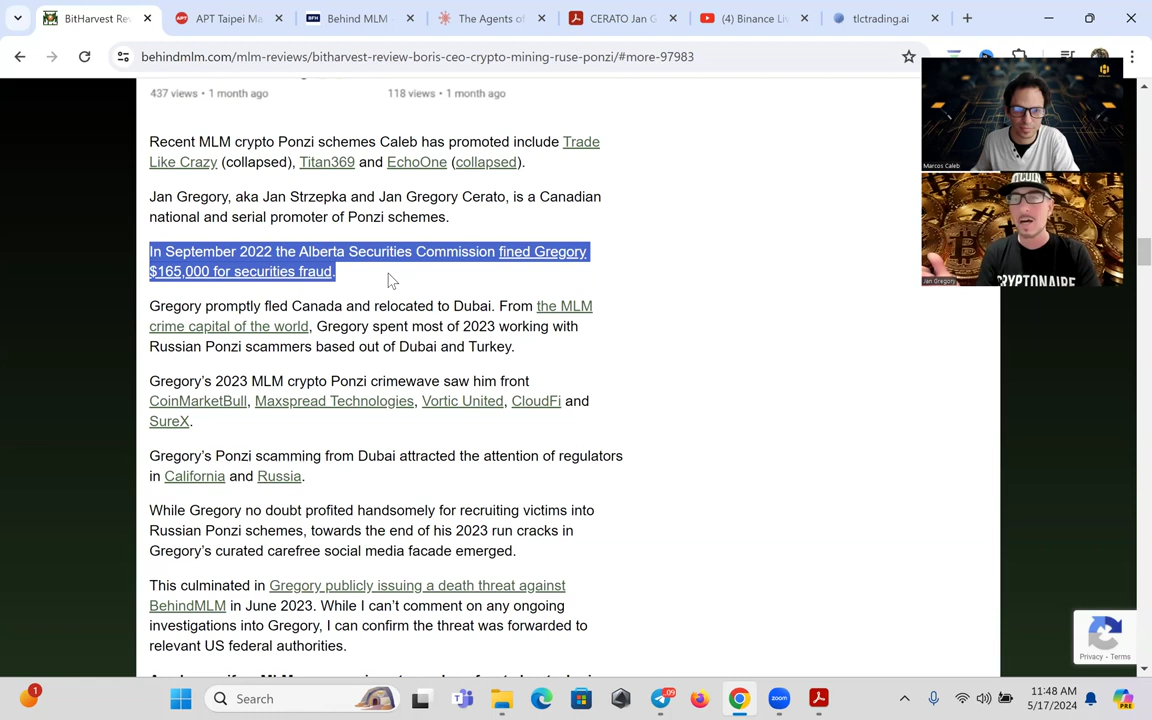 BitHarvest Rev
APT Taipei Ma
Behind MLM
The Agents of
CERATO Jan G
(4) Binance Li
tlctrading.ai
behindmlm.com/mlm-reviews/bitharvest-review-boris-ceo-crypto-mining-ruse-ponzi/#more-97983
437 views • 1 month ago
118 views • 1 month ago
Recent MLM crypto Ponzi schemes Caleb has promoted include Trade
Like Crazy (collapsed), Titan369 and EchoOne (collapsed).
Jan Gregory, aka Jan Strzepka and Jan Gregory Cerato, is a Canadian
national and serial promoter of Ponzi schemes.
In September 2022 the Alberta Securities Commission fined Gregory
$165,000 for securities fraud.
Gregory promptly fled Canada and relocated to Dubai. From the MLM
crime capital of the world, Gregory spent most of 2023 working with
Russian Ponzi scammers based out of Dubai and Turkey.
Gregory's 2023 MLM crypto Ponzi crimewave saw him front
CoinMarketBull, Maxspread Technologies, Vortic United, CloudFi and
SureX.
Gregory's Ponzi scamming from Dubai attracted the attention of regulators
in California and Russia.
While Gregory no doubt profited handsomely for recruiting victims into
Russian Ponzi schemes, towards the end of his 2023 run cracks in
Gregory's curated carefree social media facade emerged.
This culminated in Gregory publicly issuing a death threat against
BehindMLM in June 2023. While I can't comment on any ongoing
investigations into Gregory, I can confirm the threat was forwarded to
relevant US federal authorities.
Marcos Caleb
BITCOIN
CRYPTONAIRE
Jan Gregory
Privacy - Terms
1
Search
.09
zoom
11:48 AM
5/17/2024
PRE